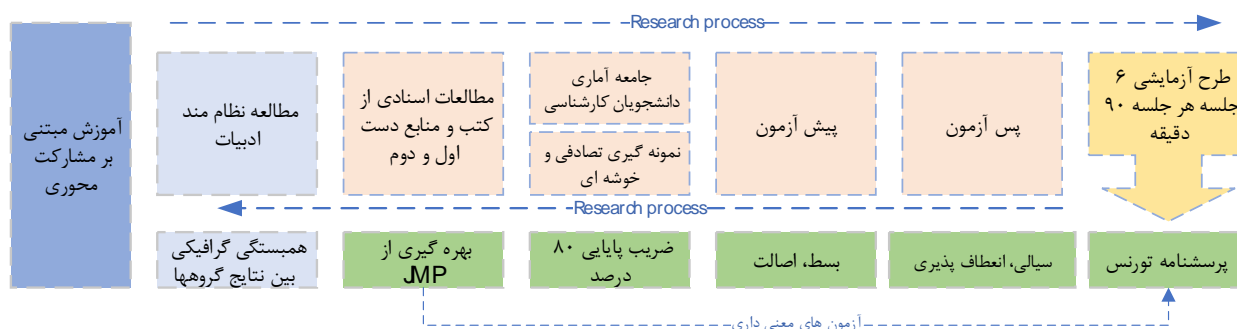 Research process
آموزش مبتنی
بر مشارکت
محوری
مطالعه نظام مند
ادبیات
مطالعات اسنادی از
کتب و منابع دست
اول و دوم
جامعه آماری
دانشجویان کارشناسی
نمونه گیری تصادفی و
خوشه ای
پیش آزمون
پس آزمون
طرح آزمایشی ۶
جلسه هر جلسه ۹۰
دقیقه
Research process
همبستگی گرافیکی
بین نتایج گروهها
بهره گیری از
JMP
ضریب پایایی ۸۰
درصد
بسط، اصالت
سیالی، انعطاف پذیری
پرسشنامه تورنس
آزمون های معنی داری